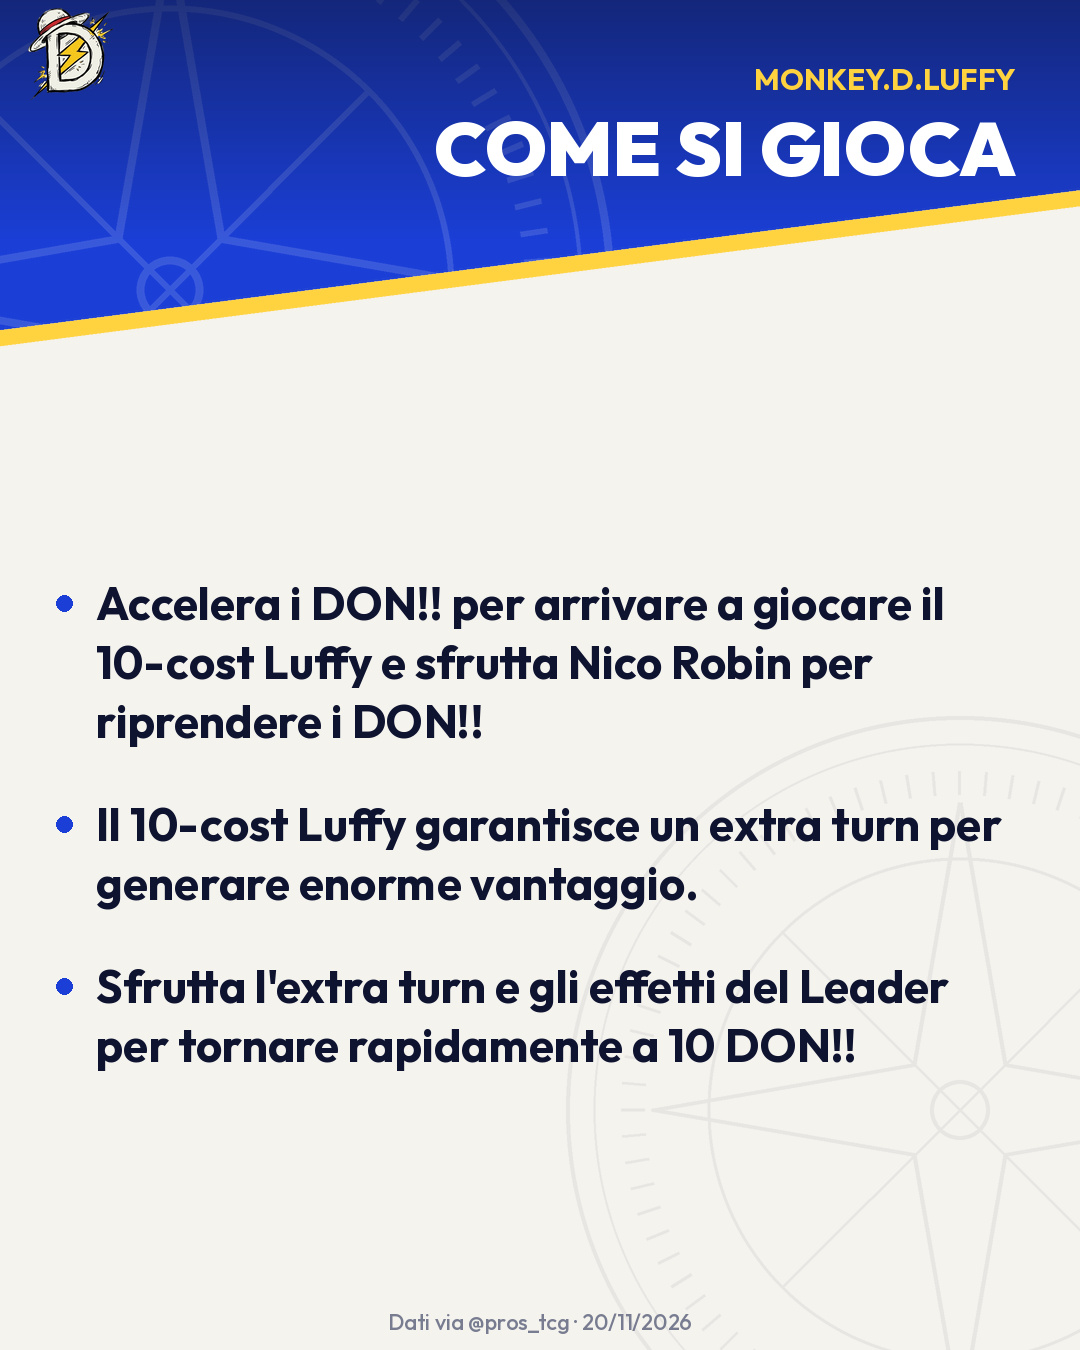 D
MONKEY.D.LUFFY
COME SI GIOCA
Accelera i DON!! per arrivare a giocare il
10-cost Luffy e sfrutta Nico Robin per
riprendere i DON!!
Il 10-cost Luffy garantisce un extra turn per
generare enorme vantaggio.
Sfrutta l'extra turn e gli effetti del Leader
per tornare rapidamente a 10 DON!!
Dati via @pros_tcg · 20/11/2026